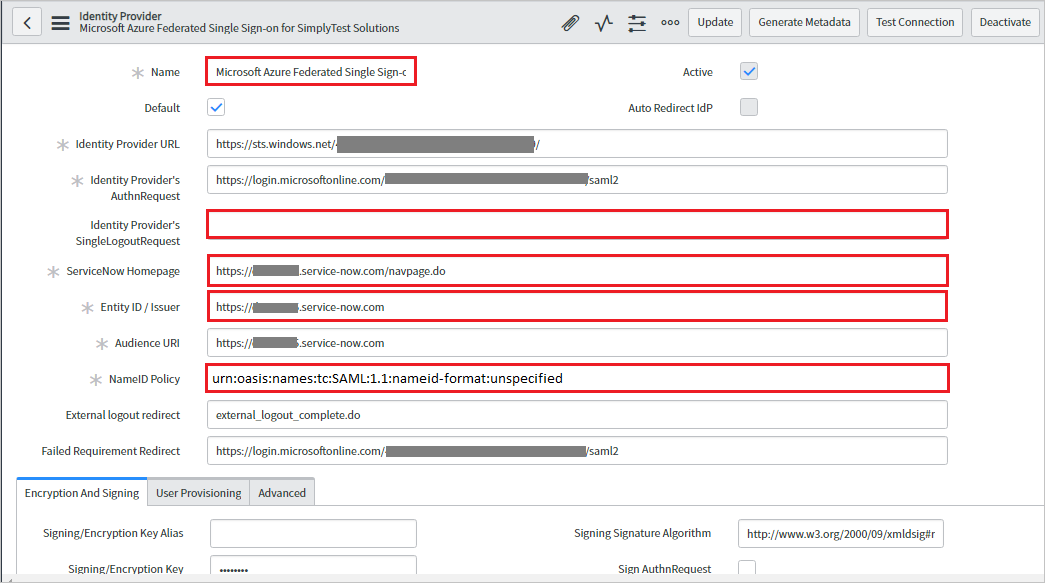 Identity Provider
Microsoft Azure Federated Single Sign-on for SimplyTest Solutions
Update
Generate Metadata
Test Connection
Deactivate
Name
Microsoft Azure Federated Single Sign-c
Active
Default
Auto Redirect IdP
Identity Provider URL
https://sts.windows.net/ /
Identity Provider's
AuthnRequest
https://login.microsoftonline.com/ /saml2
Identity Provider's
SingleLogoutRequest
ServiceNow Homepage
https:// .service-now.com/navpage.do
Entity ID / Issuer
https:// .service-now.com
Audience URI
https:// .service-now.com
NameID Policy
urn:oasis:names:tc:SAML:1.1:nameid-format:unspecified
External logout redirect
external_logout_complete.do
Failed Requirement Redirect
https://login.microsoftonline.com/ /saml2
Encryption And Signing
User Provisioning
Advanced
Signing/Encryption Key Alias
Signing Signature Algorithm
http://www.w3.org/2000/09/xmldsig#r
Signing/Encryption Key
••••••••
Sign AuthnRequest